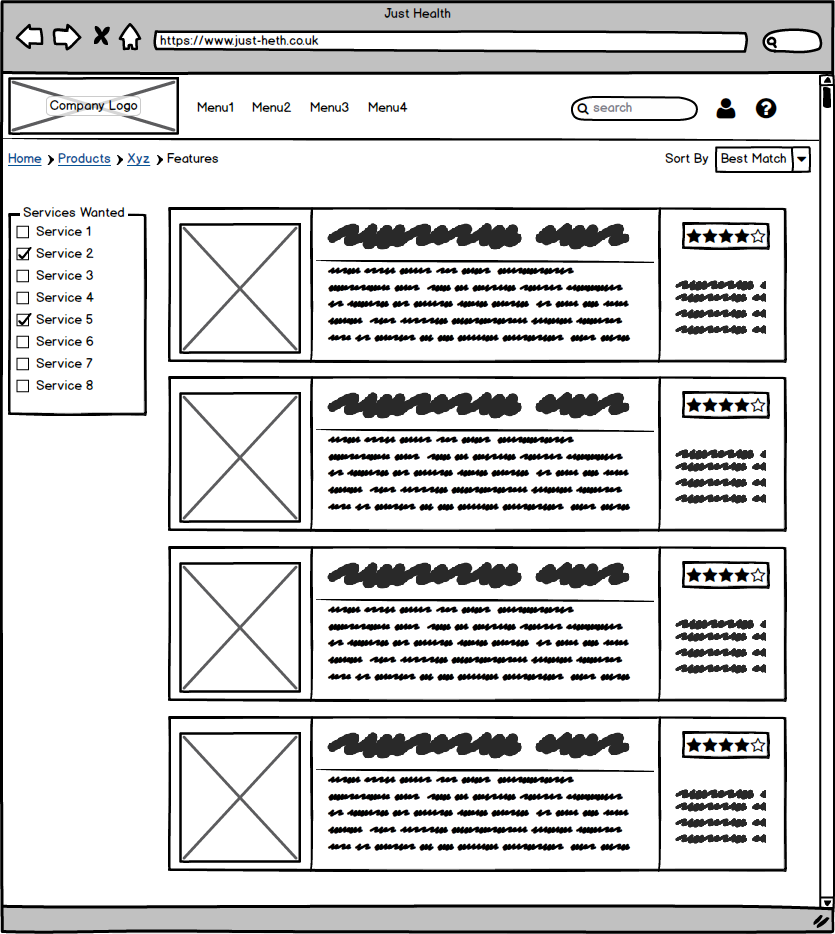 Just Health
https://www.just-heth.co.uk
Company Logo
Menu1 Menu2 Menu3 Menu4
search
Home Products Xyz Features
Sort By Best Match
Services Wanted
Service 1
Service 2
Service 3
Service 4
Service 5
Service 6
Service 7
Service 8